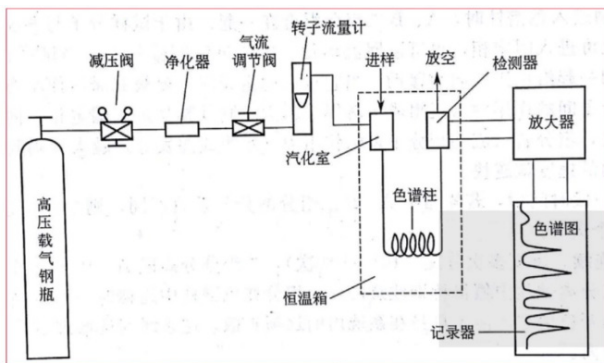 转子流量计
气流
调节阀
减压阀
净化器
进样
放空
检测器
放大器
汽化室
色谱柱
高压载气钢瓶
恒温箱
色谱图
记录器